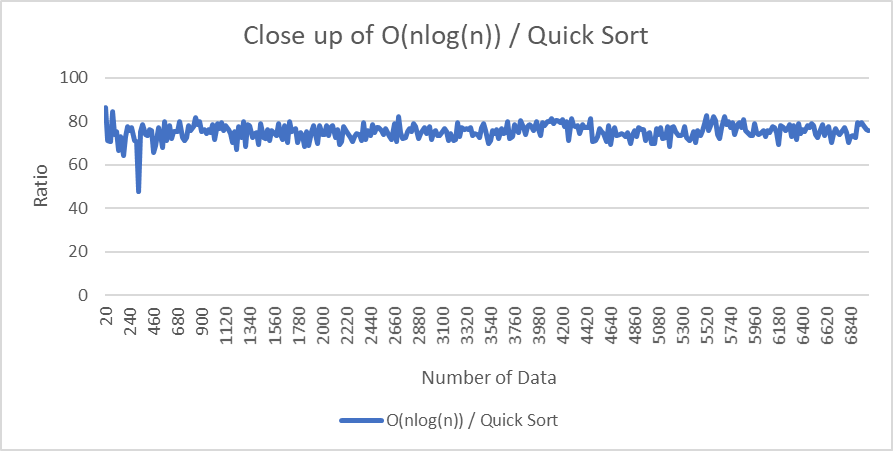 Close up of O(nlog(n)) / Quick Sort
100
80
60
40
20
0
Ratio
20 240 460 680 900 1120 1340 1560 1780 2000 2220 2440 2660 2880 3100 3320 3540 3760 3980 4200 4420 4640 4860 5080 5300 5520 5740 5960 6180 6400 6620 6840
Number of Data
O(nlog(n)) / Quick Sort